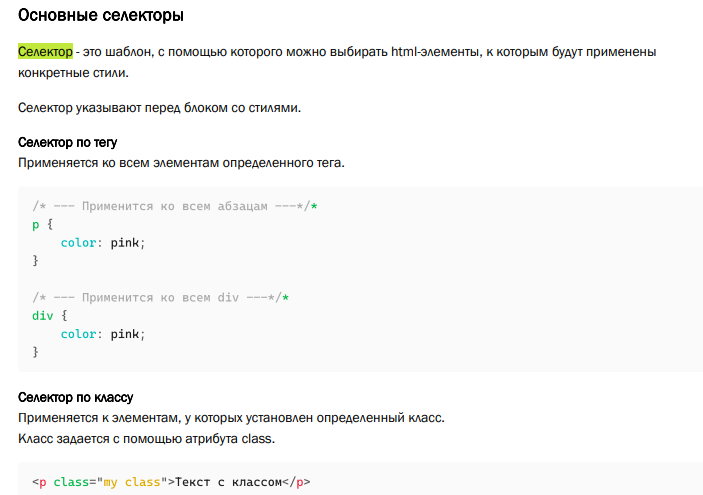 Основные селекторы
Селектор - это шаблон, с помощью которого можно выбирать html-элементы, к которым будут применены
конкретные стили.
Селектор указывают перед блоком со стилями.
Селектор по тегу
Применяется ко всем элементам определенного тега.
/* --- Применится ко всем абзацам ---*/*
p {
    color: pink;
}
/* --- Применится ко всем div ---*/*
div {
    color: pink;
}
Селектор по классу
Применяется к элементам, у которых установлен определенный класс.
Класс задается с помощью атрибута class.
<p class="my class">Текст с классом</p>